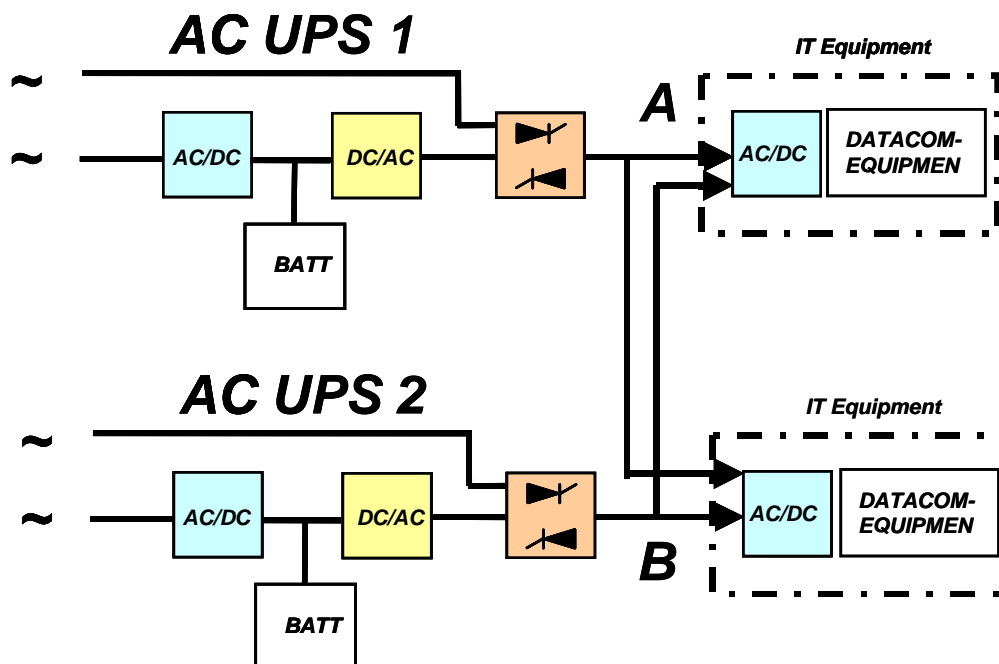 AC UPS 1
IT Equipment
~
A
~
AC/DC
DC/AC
AC/DC
DATACOM-
EQUIPMEN
BATT
AC UPS 2
IT Equipment
~
~
AC/DC
DC/AC
AC/DC
DATACOM-
EQUIPMEN
B
BATT